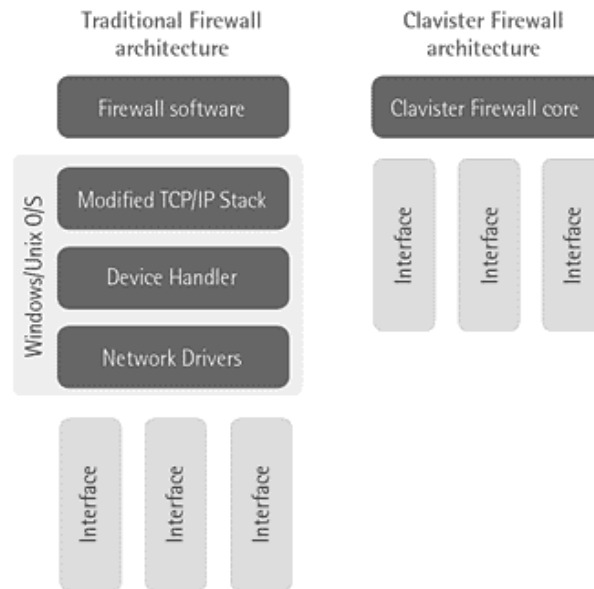 Traditional Firewall
architecture
Firewall software
Windows/Unix O/S
Modified TCP/IP Stack
Device Handler
Network Drivers
Interface
Interface
Interface
Clavister Firewall
architecture
Clavister Firewall core
Interface
Interface
Interface